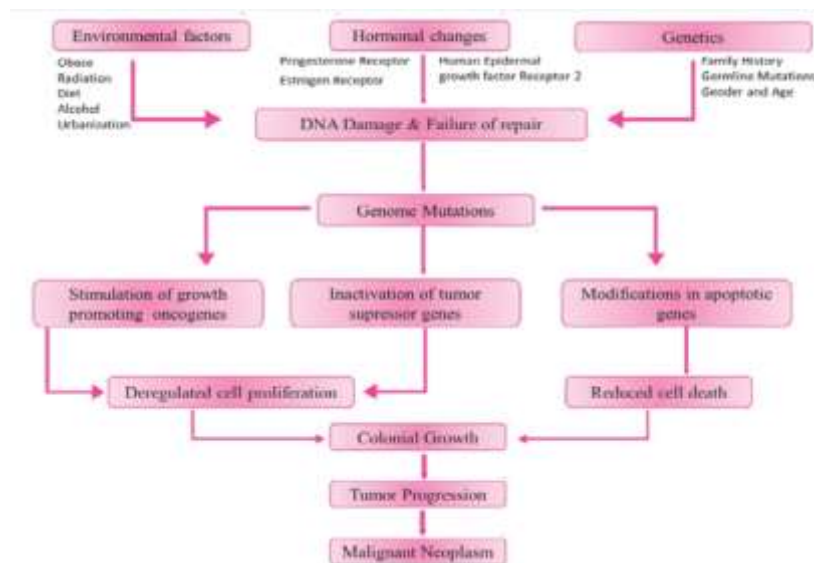 Environmental factors
Hormonal changes
Genetics
Obese
Radiation
Diet
Alcohol
Urbanization
Progesterone Receptor
Estrogen Receptor
Human Epidermal
growth factor Receptor 2
Family History
Germline Mutations
Gender and Age
DNA Damage & Failure of repair
Genome Mutations
Stimulation of growth
promoting oncogenes
Inactivation of tumor
supressor genes
Modifications in apoptotic
genes
Deregulated cell proliferation
Reduced cell death
Colonial Growth
Tumor Progression
Malignant Neoplasm